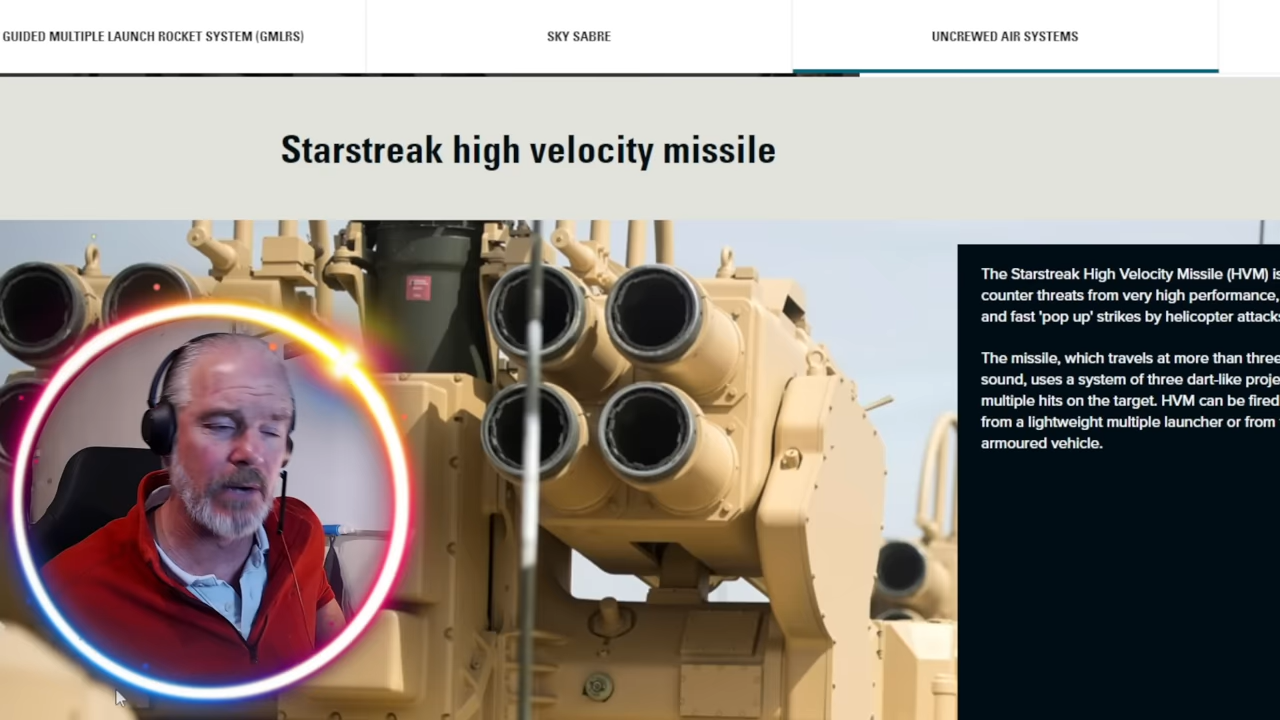 GUIDED MULTIPLE LAUNCH ROCKET SYSTEM (GMLRS)
SKY SABRE
UNCREWED AIR SYSTEMS
Starstreak high velocity missile
The Starstreak High Velocity Missile (HVM) is
counter threats from very high performance,
and fast 'pop up' strikes by helicopter attacks
The missile, which travels at more than three
sound, uses a system of three dart-like proje
multiple hits on the target. HVM can be fired
from a lightweight multiple launcher or from
armoured vehicle.